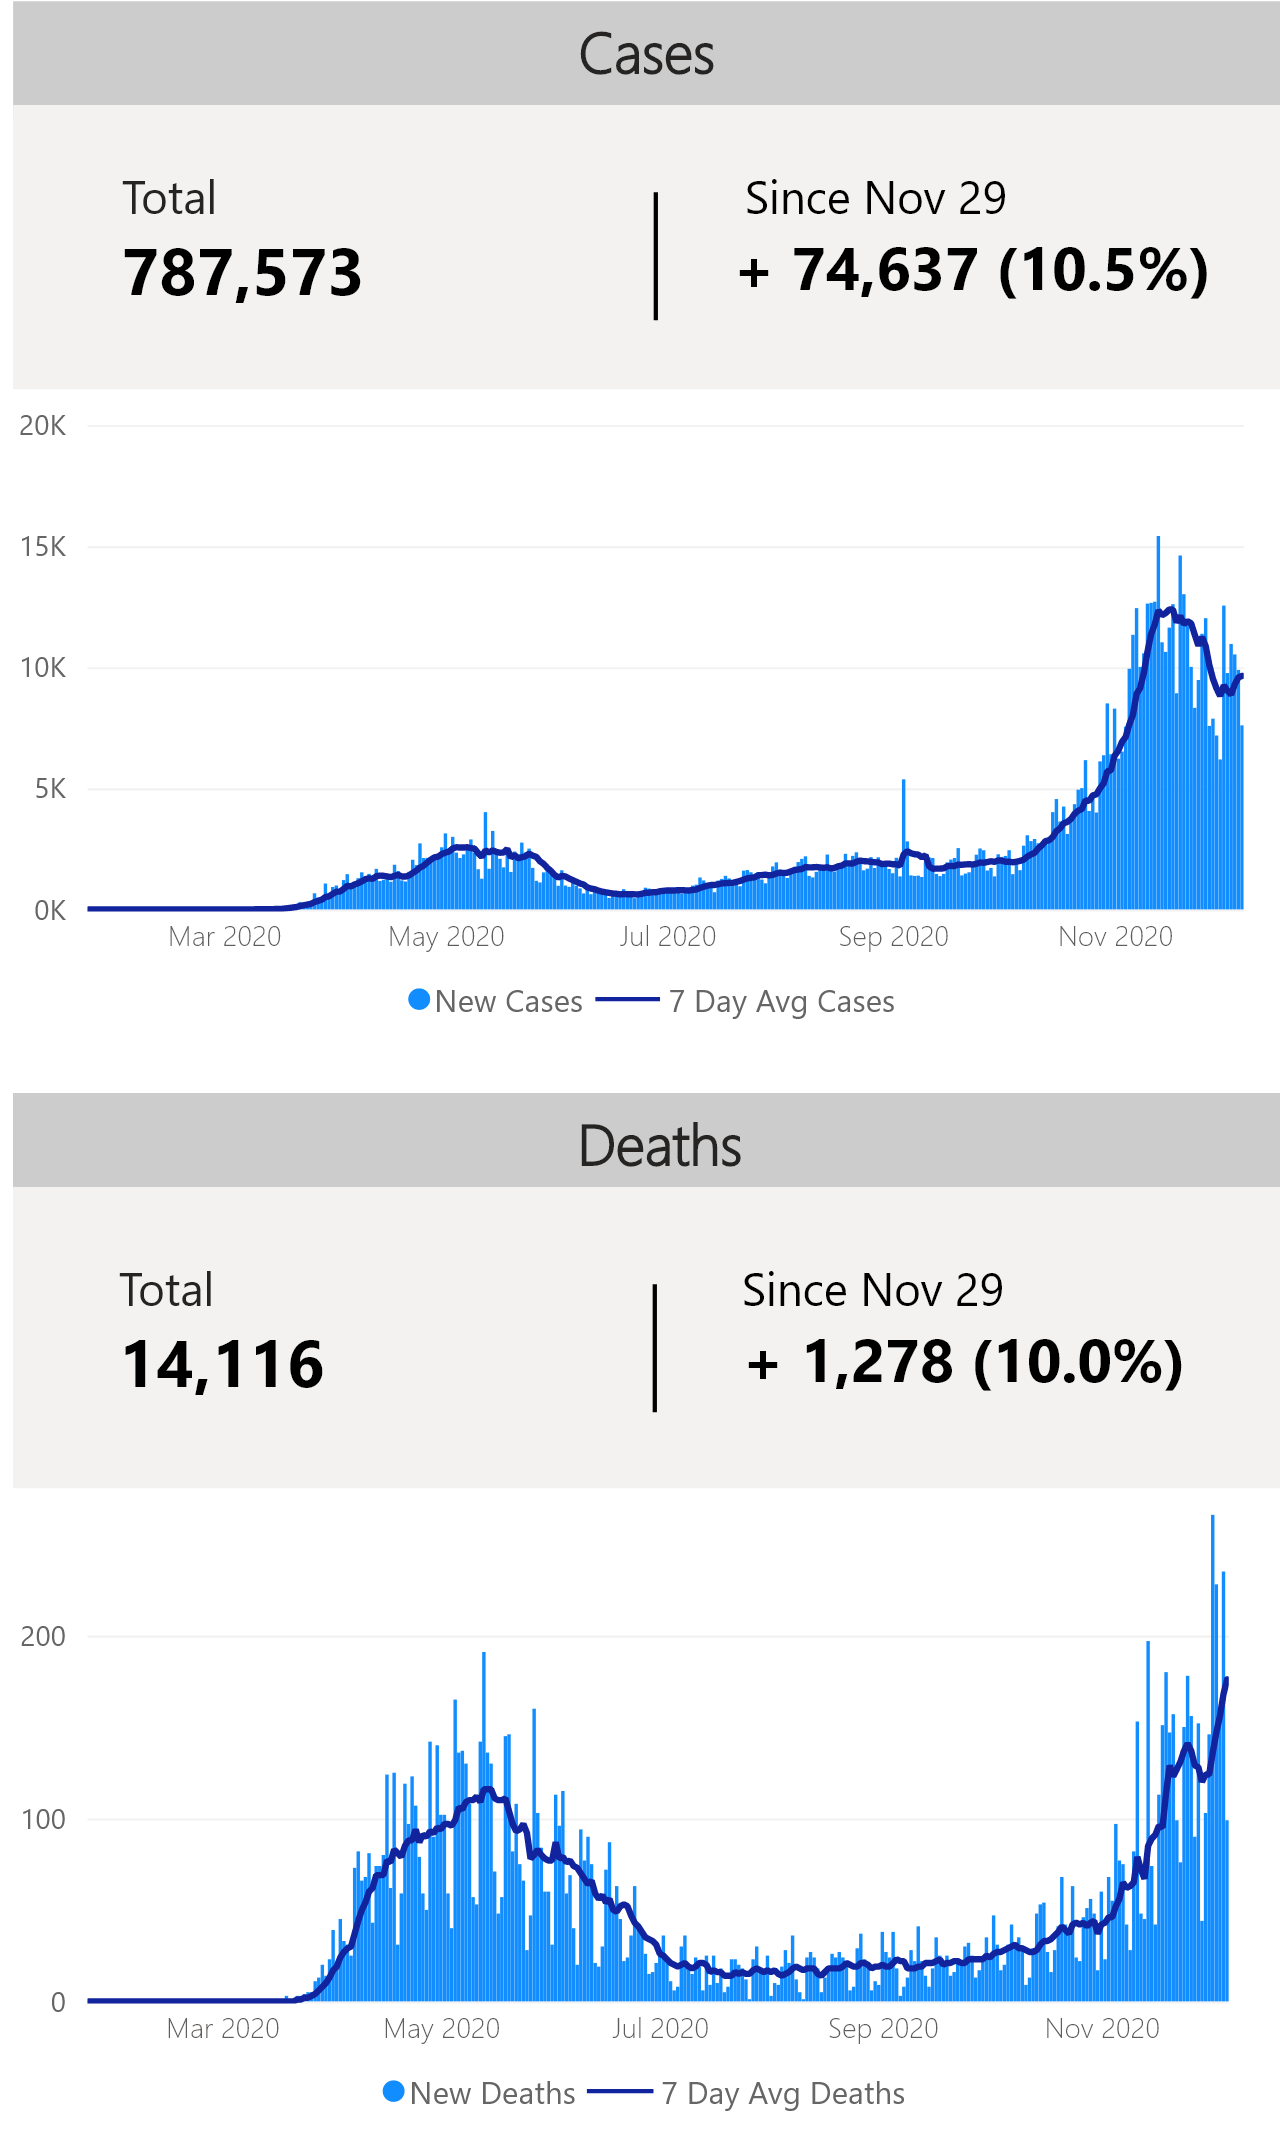 Cases
Total
787,573
Since Nov 29
+ 74,637 (10.5%)
20K
15K
10K
5K
0K
Mar 2020 May 2020 Jul 2020 Sep 2020 Nov 2020
New Cases 7 Day Avg Cases
Deaths
Total
14,116
Since Nov 29
+ 1,278 (10.0%)
200
100
0
Mar 2020 May 2020 Jul 2020 Sep 2020 Nov 2020
New Deaths 7 Day Avg Deaths